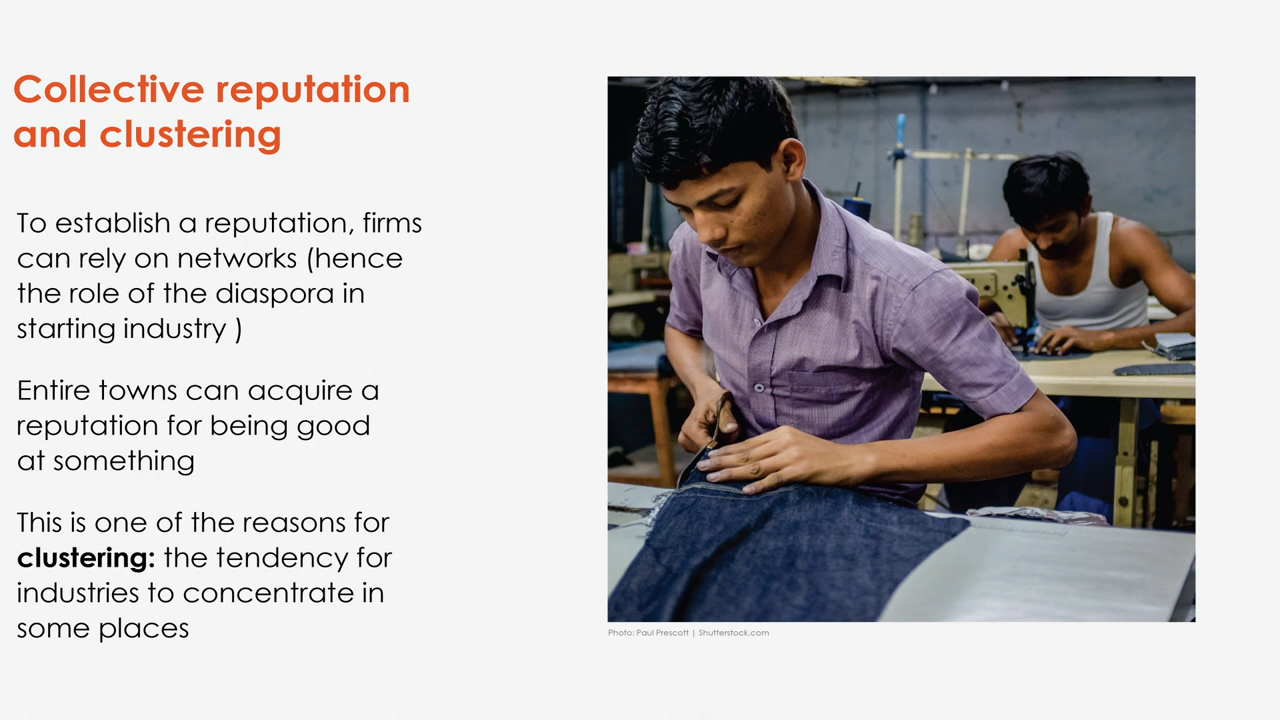 Collective reputation
and clustering
To establish a reputation, firms
can rely on networks (hence
the role of the diaspora in
starting industry )
Entire towns can acquire a
reputation for being good
at something
This is one of the reasons for
clustering: the tendency for
industries to concentrate in
some places
Photo: Paul Prescott | Shutterstock.com